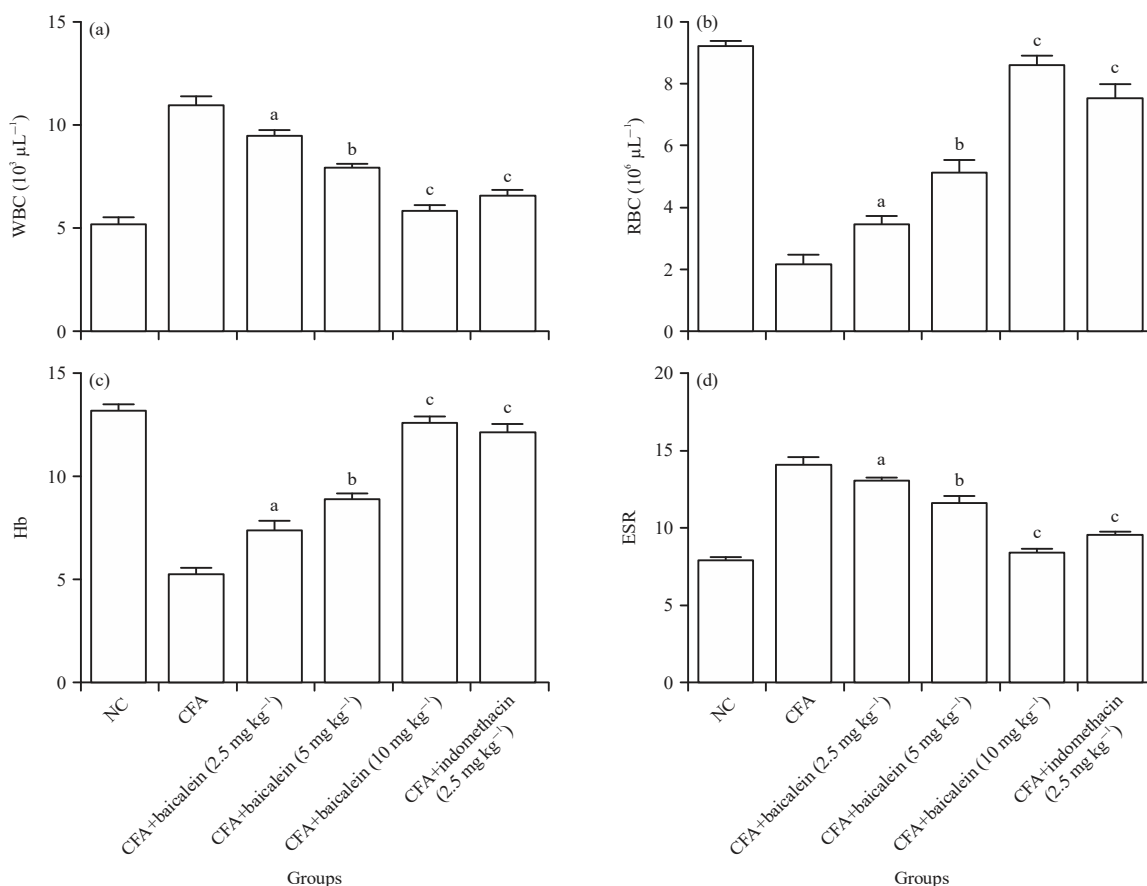 (a)
15
10
5
0
WBC (10³ µL⁻¹)
a
b
c
c
(b)
10
8
6
4
2
0
RBC (10⁶ µL⁻¹)
a
b
c
c
(c)
15
10
5
0
Hb
a
b
c
c
NC
CFA
CFA+baicalein (2.5 mg kg⁻¹)
CFA+baicalein (5 mg kg⁻¹)
CFA+baicalein (10 mg kg⁻¹)
CFA+indomethacin
(2.5 mg kg⁻¹)
Groups
(d)
20
15
10
5
0
ESR
a
b
c
c
NC
CFA
CFA+baicalein (2.5 mg kg⁻¹)
CFA+baicalein (5 mg kg⁻¹)
CFA+baicalein (10 mg kg⁻¹)
CFA+indomethacin
(2.5 mg kg⁻¹)
Groups